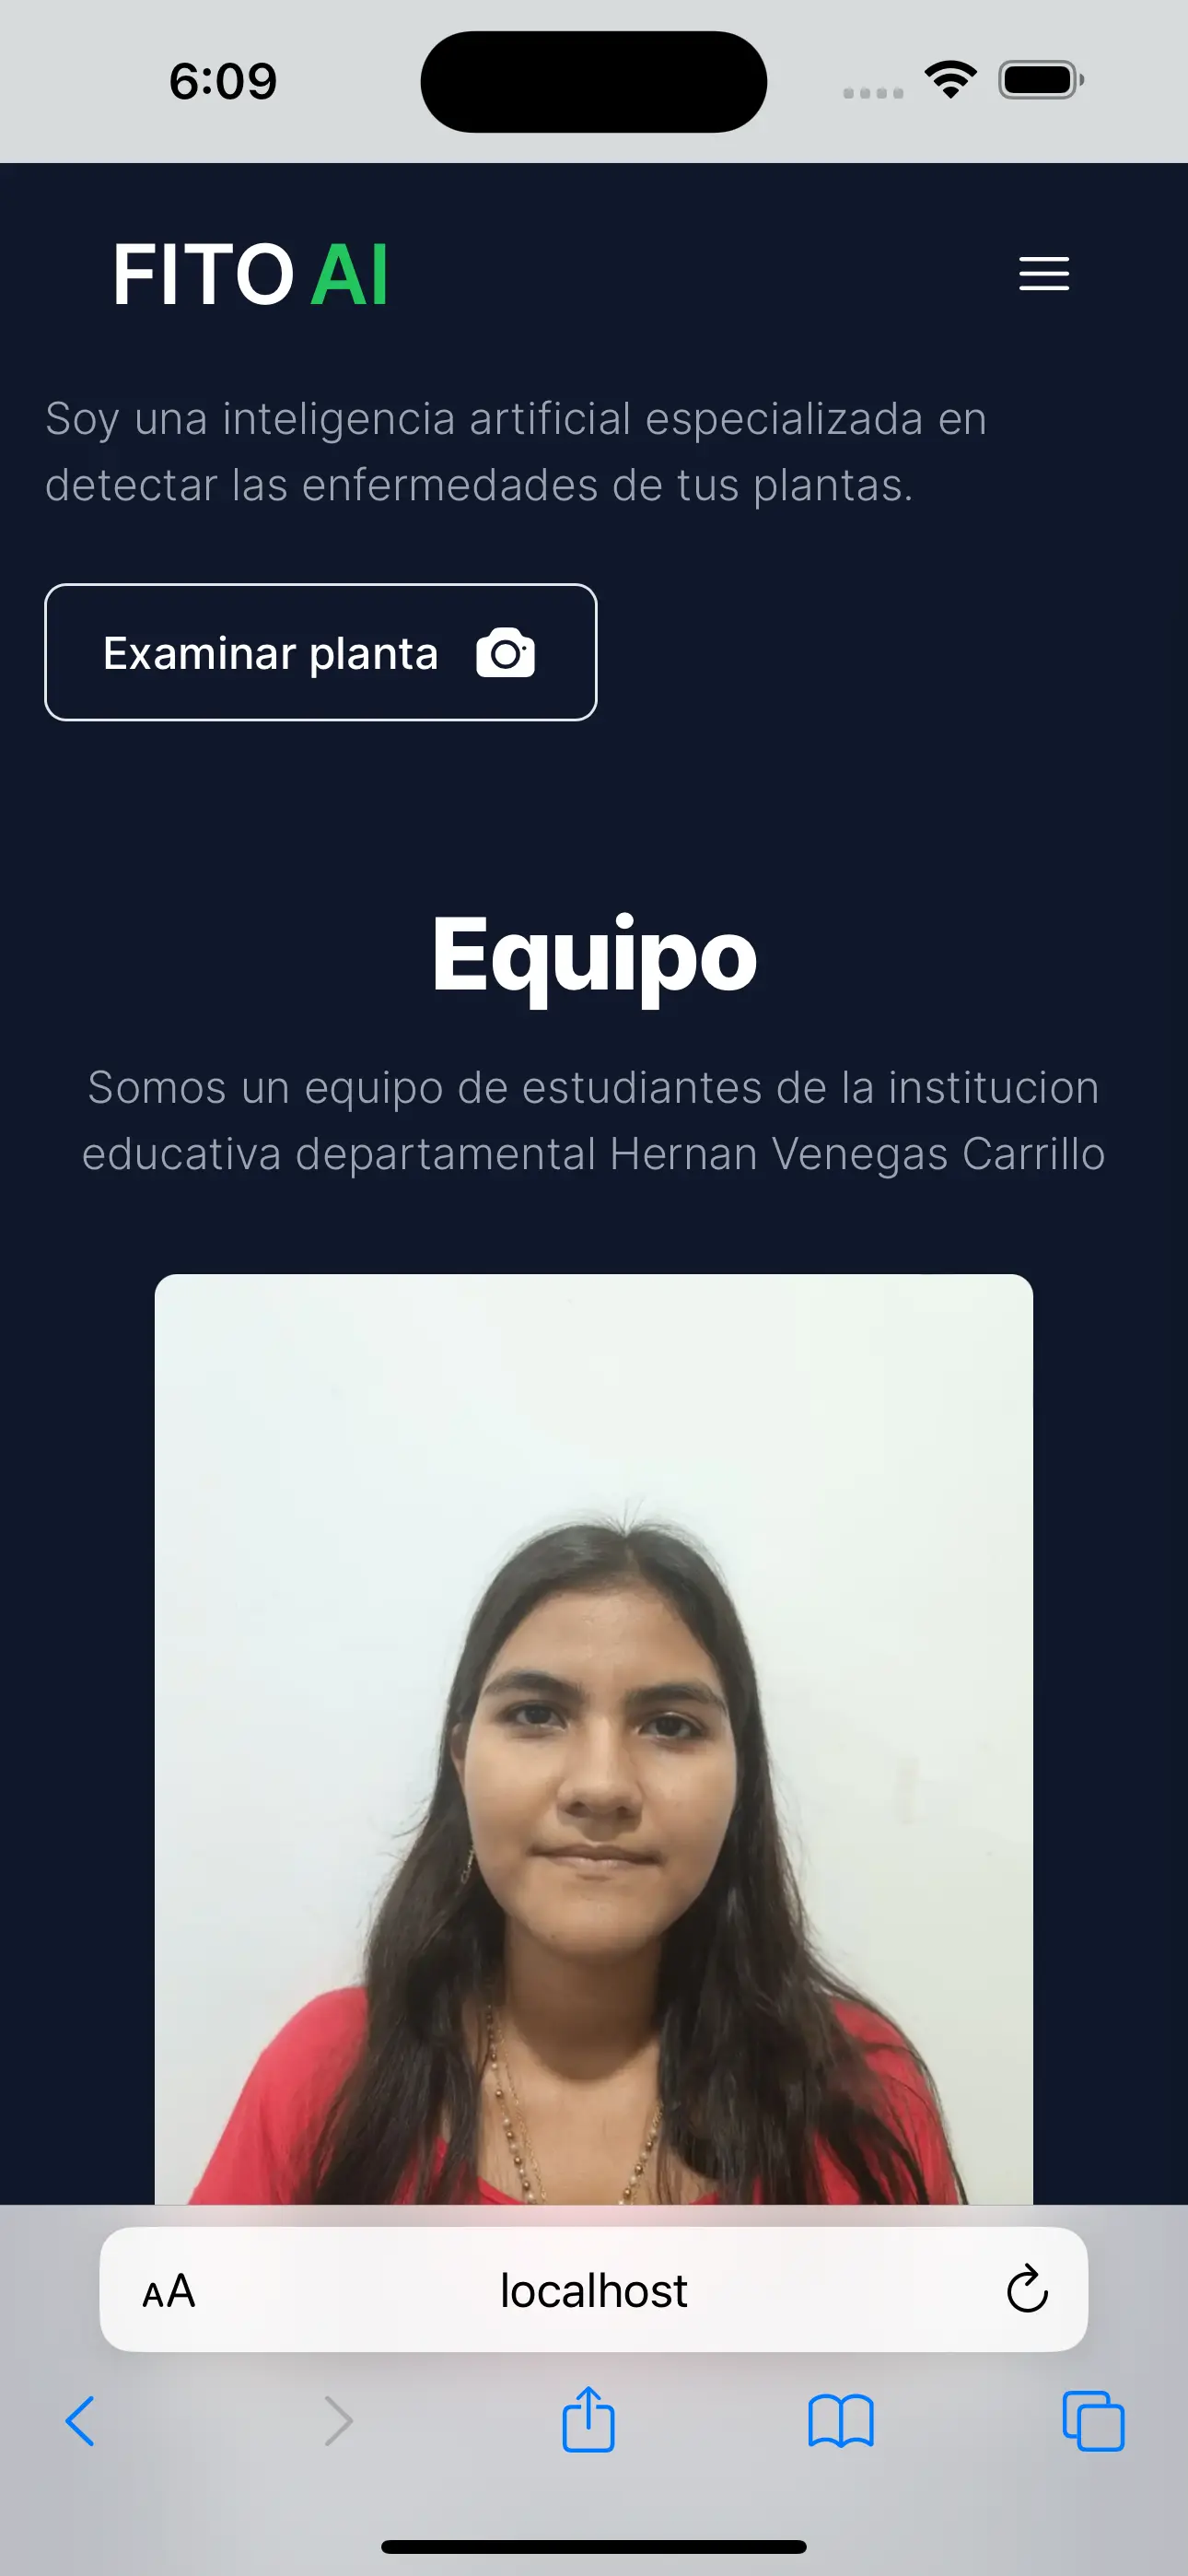 6:09
FITO AI
Soy una inteligencia artificial especializada en
detectar las enfermedades de tus plantas.
Examinar planta
Equipo
Somos un equipo de estudiantes de la institucion
educativa departamental Hernan Venegas Carrillo
AA localhost